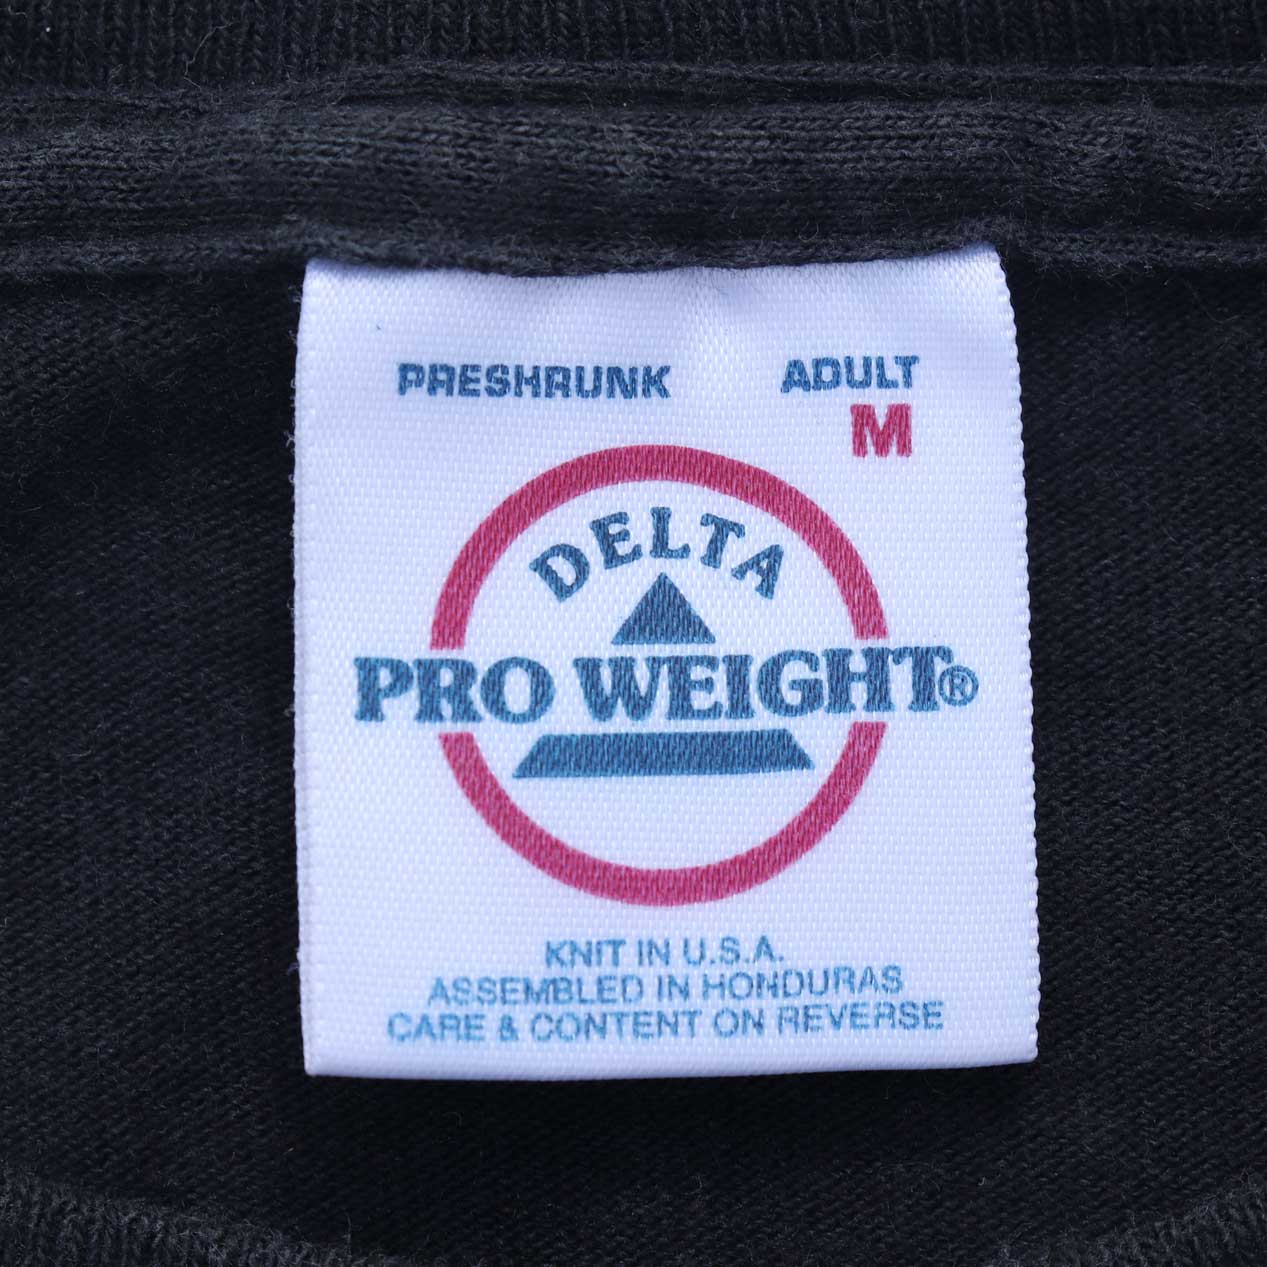 PRESHRUNK ADULT
M
DELTA
PRO WEIGHT®
KNIT IN U.S.A.
ASSEMBLED IN HONDURAS
CARE & CONTENT ON REVERSE